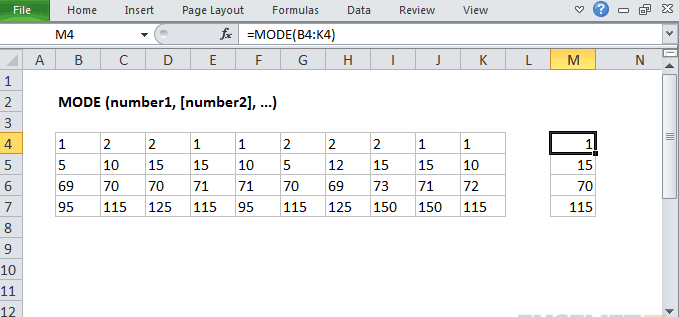 File Home Insert Page Layout Formulas Data Review View
M4 fx =MODE(B4:K4)
A B C D E F G H I J K L M N
1
2 MODE (number1, [number2], ...)
3
4 1 2 2 1 1 2 2 2 1 1 1
5 5 10 15 15 10 5 12 15 15 10 15
6 69 70 70 71 71 70 69 73 71 72 70
7 95 115 125 115 95 115 125 150 150 115 115
8
9
10
11
12